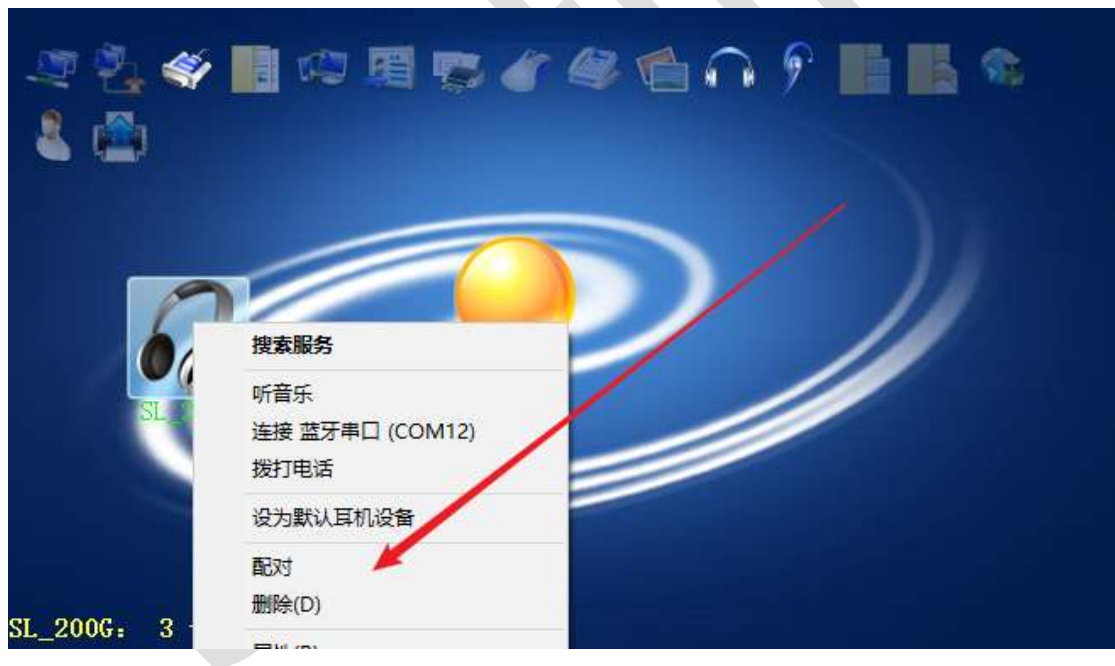 搜索服务
听音乐
连接 蓝牙串口 (COM12)
拨打电话
设为默认耳机设备
配对
删除(D)
SL_200G: 3